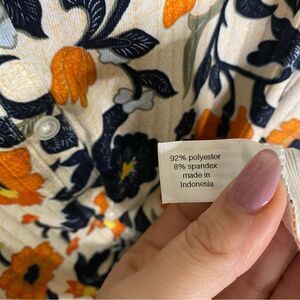 92% polyester
8% spandex
made in
Indonesia